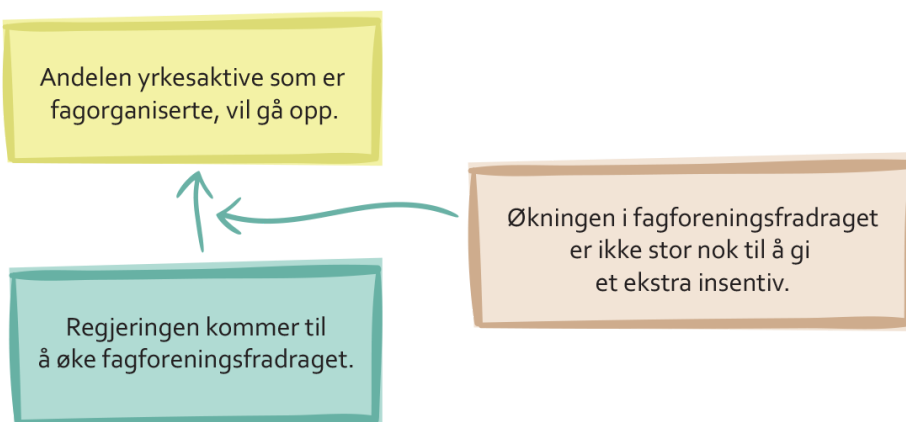 Andelen yrkesaktive som er
fagorganiserte, vil gå opp.
Økningen i fagforeningsfradraget
er ikke stor nok til å gi
et ekstra insentiv.
Regjeringen kommer til
å øke fagforeningsfradraget.